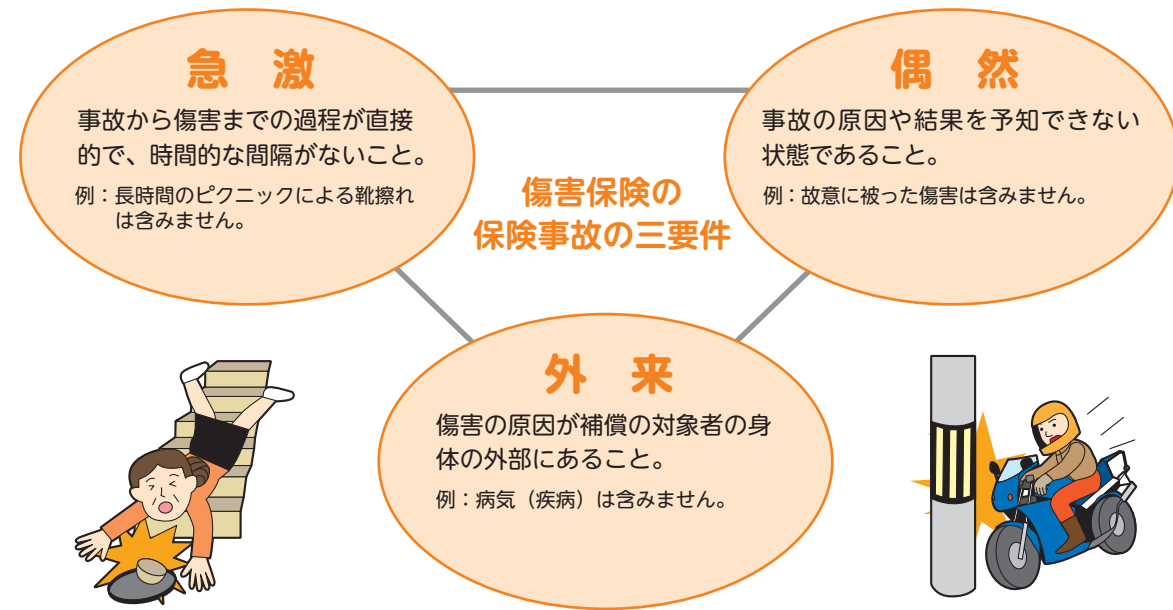 急 激
事故から傷害までの過程が直接
的で、時間的な間隔がないこと。
例：長時間のピクニックによる靴擦れ
は含みません。
偶 然
事故の原因や結果を予知できない
状態であること。
例：故意に被った傷害は含みません。
傷害保険の
保険事故の三要件
外 来
傷害の原因が補償の対象者の身
体の外部にあること。
例：病気（疾病）は含みません。